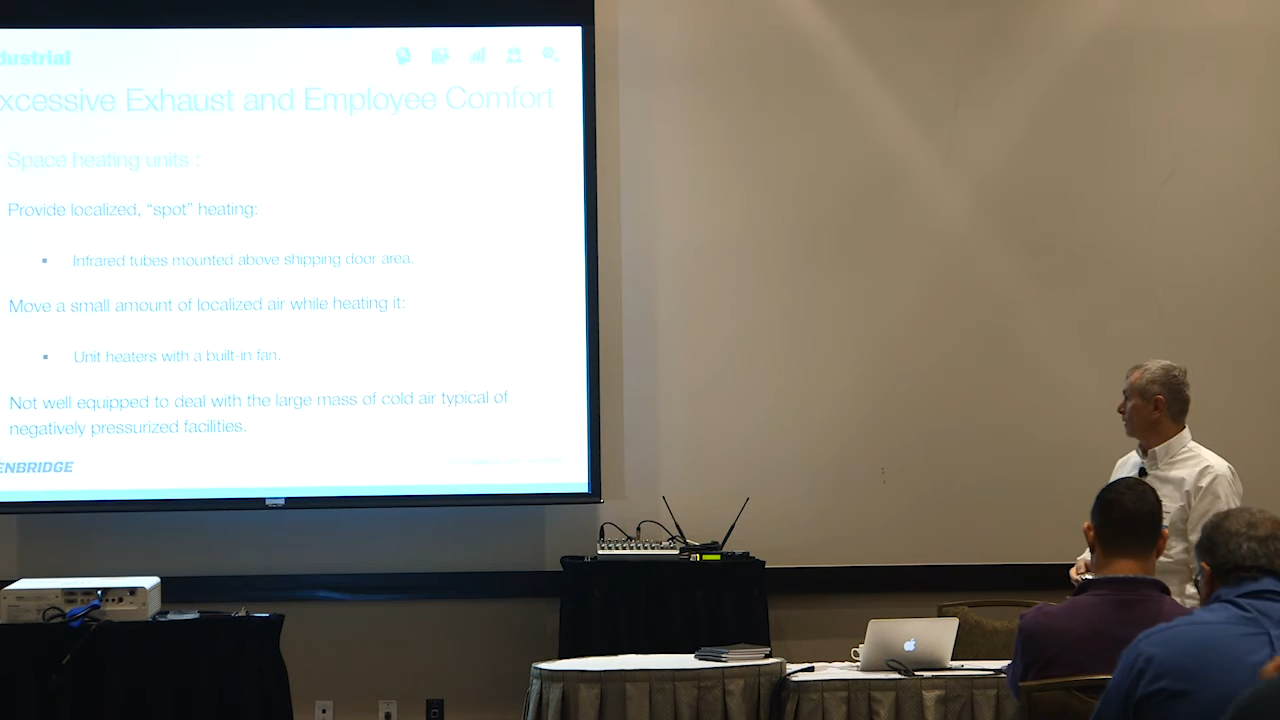 dustrial
xcessive Exhaust and Employee Comfort
Space heating units :
Provide localized, “spot” heating:
▪ Infrared tubes mounted above shipping door area.
Move a small amount of localized air while heating it:
▪ Unit heaters with a built-in fan.
Not well equipped to deal with the large mass of cold air typical of
negatively pressurized facilities.
ENBRIDGE